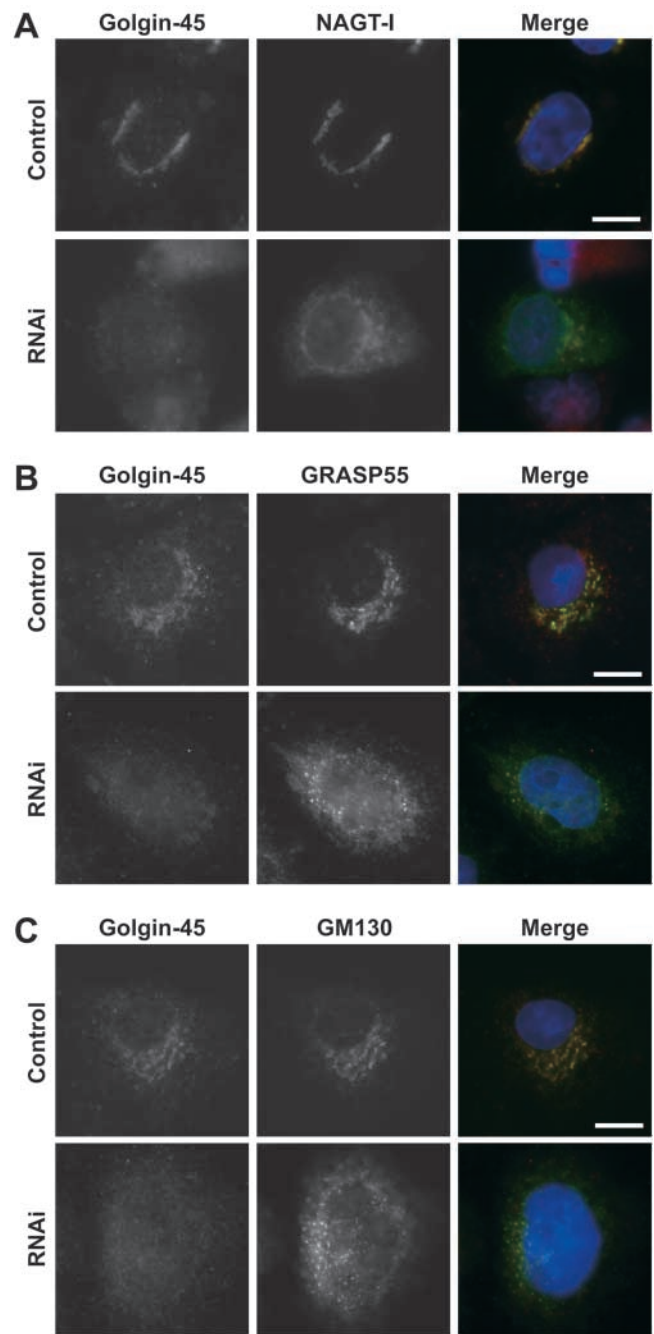 A
Golgin-45 NAGT-I Merge
Control
RNAi
B
Golgin-45 GRASP55 Merge
Control
RNAi
C
Golgin-45 GM130 Merge
Control
RNAi